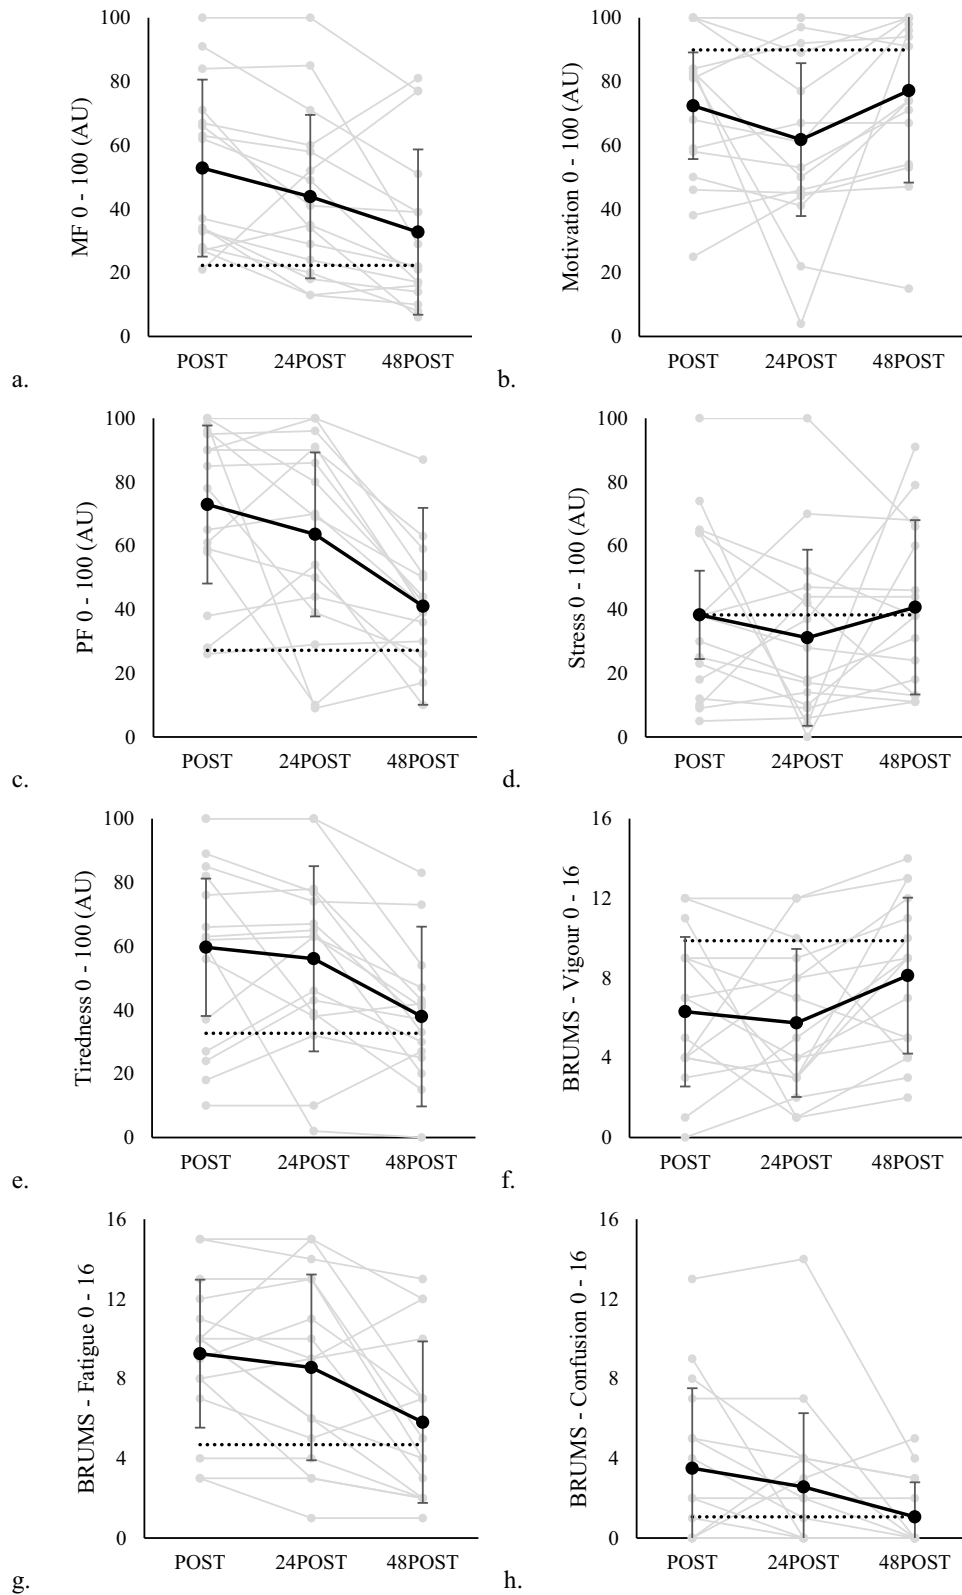 MF 0 - 100 (AU)
100
80
60
40
20
0
POST 24POST 48POST
a.
Motivation 0 - 100 (AU)
100
80
60
40
20
0
POST 24POST 48POST
b.
PF 0 - 100 (AU)
100
80
60
40
20
0
POST 24POST 48POST
c.
Stress 0 - 100 (AU)
100
80
60
40
20
0
POST 24POST 48POST
d.
Tiredness 0 - 100 (AU)
100
80
60
40
20
0
POST 24POST 48POST
e.
BRUMS - Vigour 0 - 16
16
12
8
4
0
POST 24POST 48POST
f.
BRUMS - Fatigue 0 - 16
16
12
8
4
0
POST 24POST 48POST
g.
BRUMS - Confusion 0 - 16
16
12
8
4
0
POST 24POST 48POST
h.